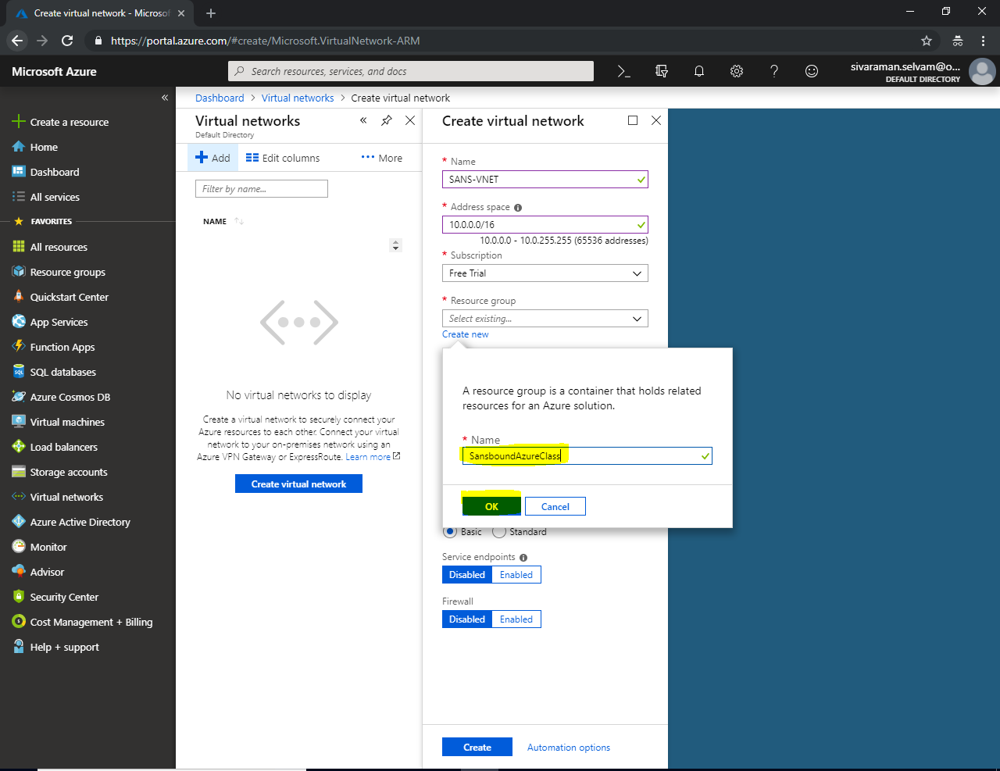 Create virtual network - Microsof
https://portal.azure.com/#create/Microsoft.VirtualNetwork-ARM
Microsoft Azure
Search resources, services, and docs
sivaraman.selvam@o...
DEFAULT DIRECTORY
Create a resource
Home
Dashboard
All services
FAVORITES
All resources
Resource groups
Quickstart Center
App Services
Function Apps
SQL databases
Azure Cosmos DB
Virtual machines
Load balancers
Storage accounts
Virtual networks
Azure Active Directory
Monitor
Advisor
Security Center
Cost Management + Billing
Help + support
Dashboard > Virtual networks > Create virtual network
Virtual networks
Default Directory
Add
Edit columns
More
Filter by name...
NAME
No virtual networks to display
Create a virtual network to securely connect your
Azure resources to each other. Connect your virtual
network to your on-premises network using an
Azure VPN Gateway or ExpressRoute. Learn more
Create virtual network
Create virtual network
* Name
SANS-VNET
* Address space
10.0.0.0/16
10.0.0.0 - 10.0.255.255 (65536 addresses)
* Subscription
Free Trial
* Resource group
Select existing...
Create new
A resource group is a container that holds related
resources for an Azure solution.
* Name
SansboundAzureClass
OK
Cancel
Basic
Standard
Service endpoints
Disabled
Enabled
Firewall
Disabled
Enabled
Create
Automation options